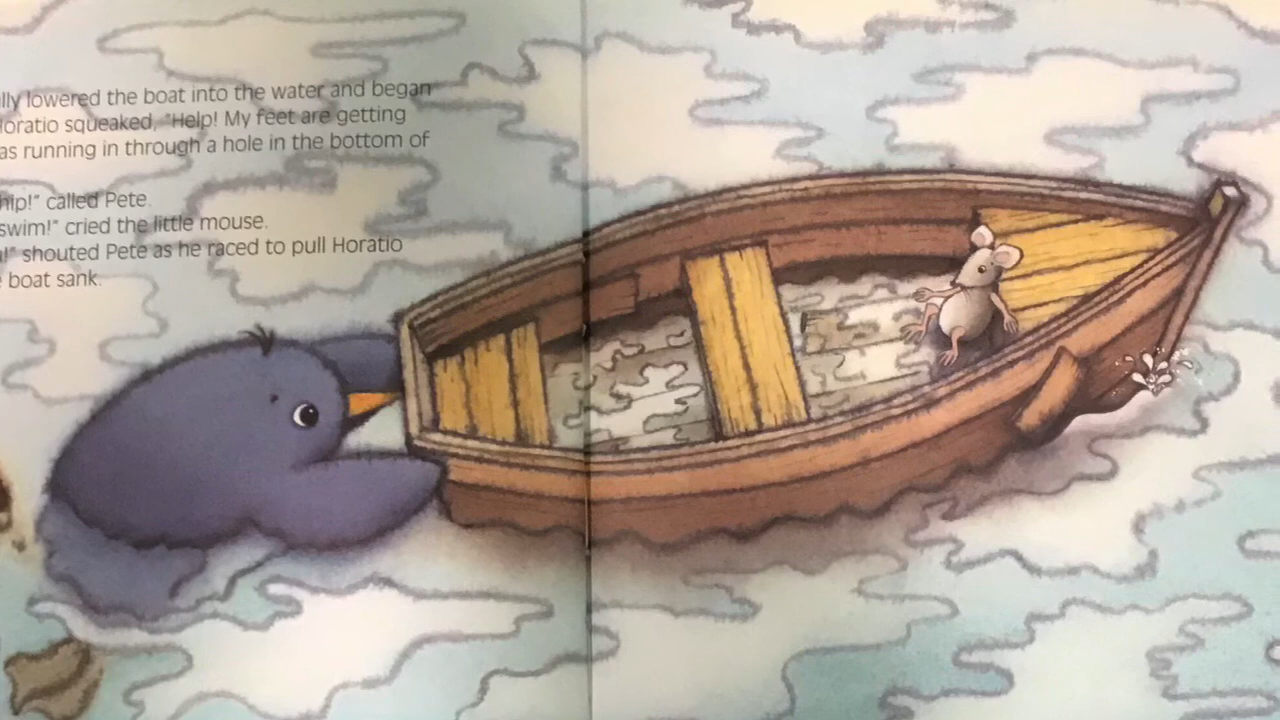 lly lowered the boat into the water and began
oratio squeaked, "Help! My feet are getting
as running in through a hole in the bottom of
hip!" called Pete.
swim!" cried the little mouse.
!" shouted Pete as he raced to pull Horatio
boat sank.